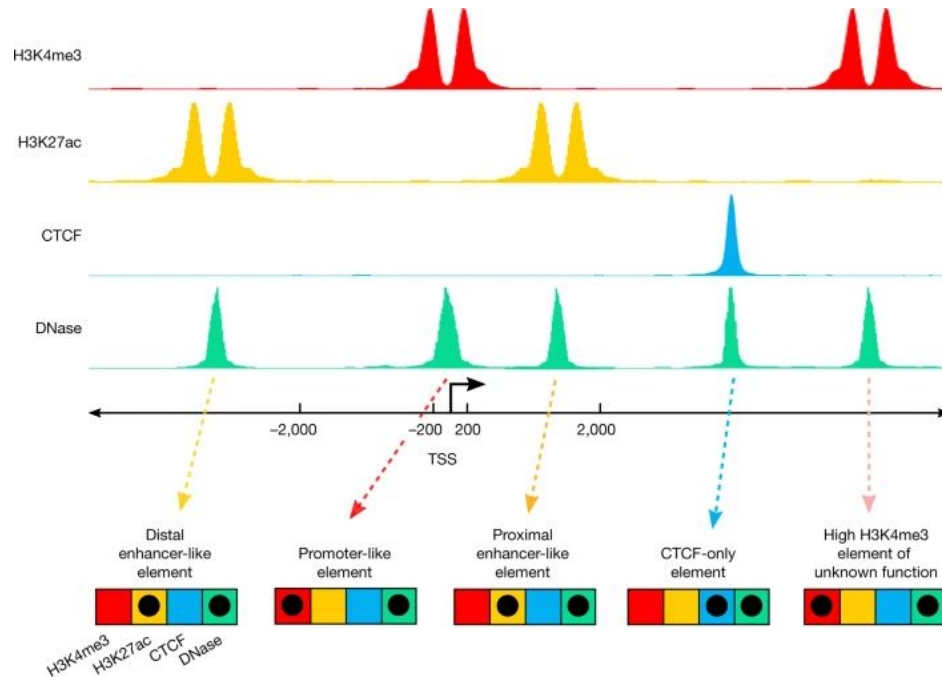 H3K4me3
H3K27ac
CTCF
DNase
–2,000
–200
200
2,000
TSS
Distal
enhancer-like
element
Promoter-like
element
Proximal
enhancer-like
element
CTCF-only
element
High H3K4me3
element of
unknown function
H3K4me3
H3K27ac
CTCF
DNase